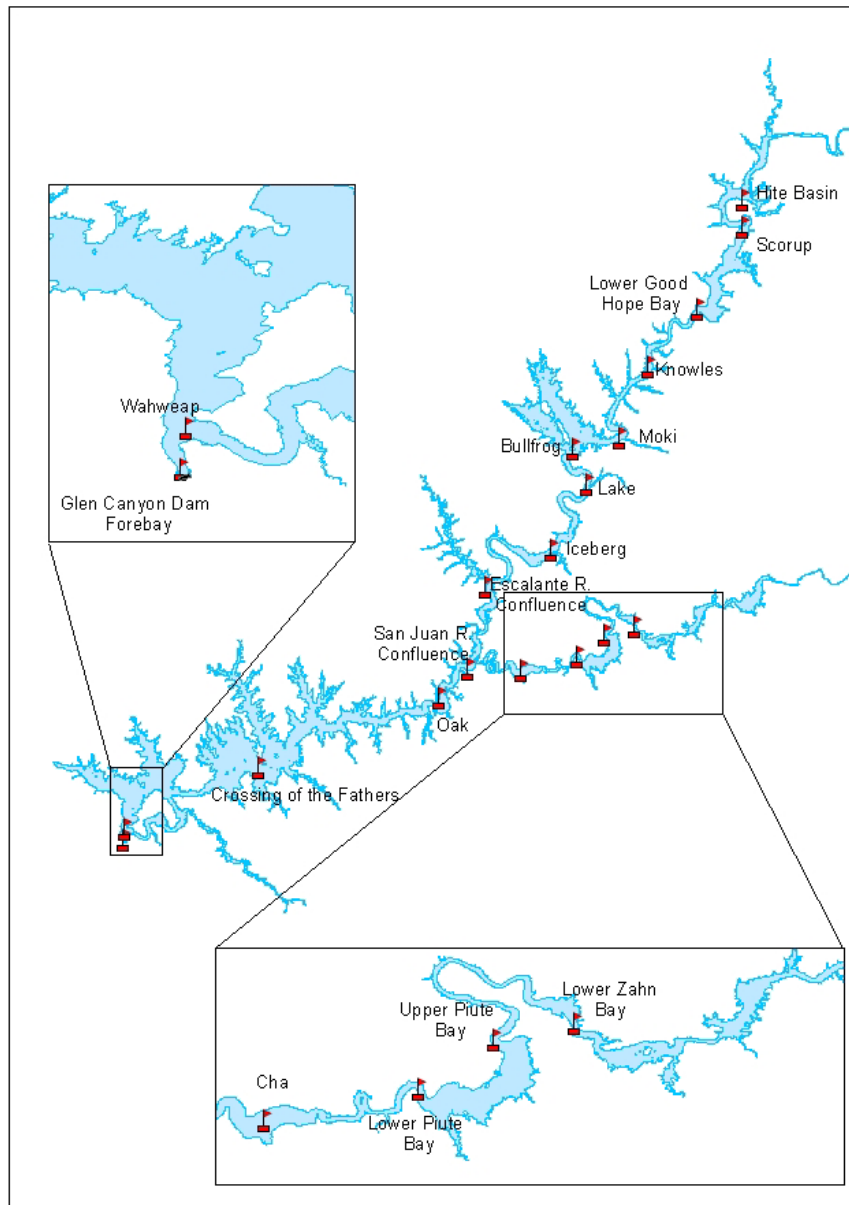 Hite Basin
Scorup
Lower Good
Hope Bay
Knowles
Wahweap
Moki
Bullfrog
Glen Canyon Dam
Forebay
Lake
Iceberg
Escalante R.
Confluence
San Juan R.
Confluence
Oak
Crossing of the Fathers
Lower Zahn
Bay
Upper Piute
Bay
Cha
Lower Piute
Bay